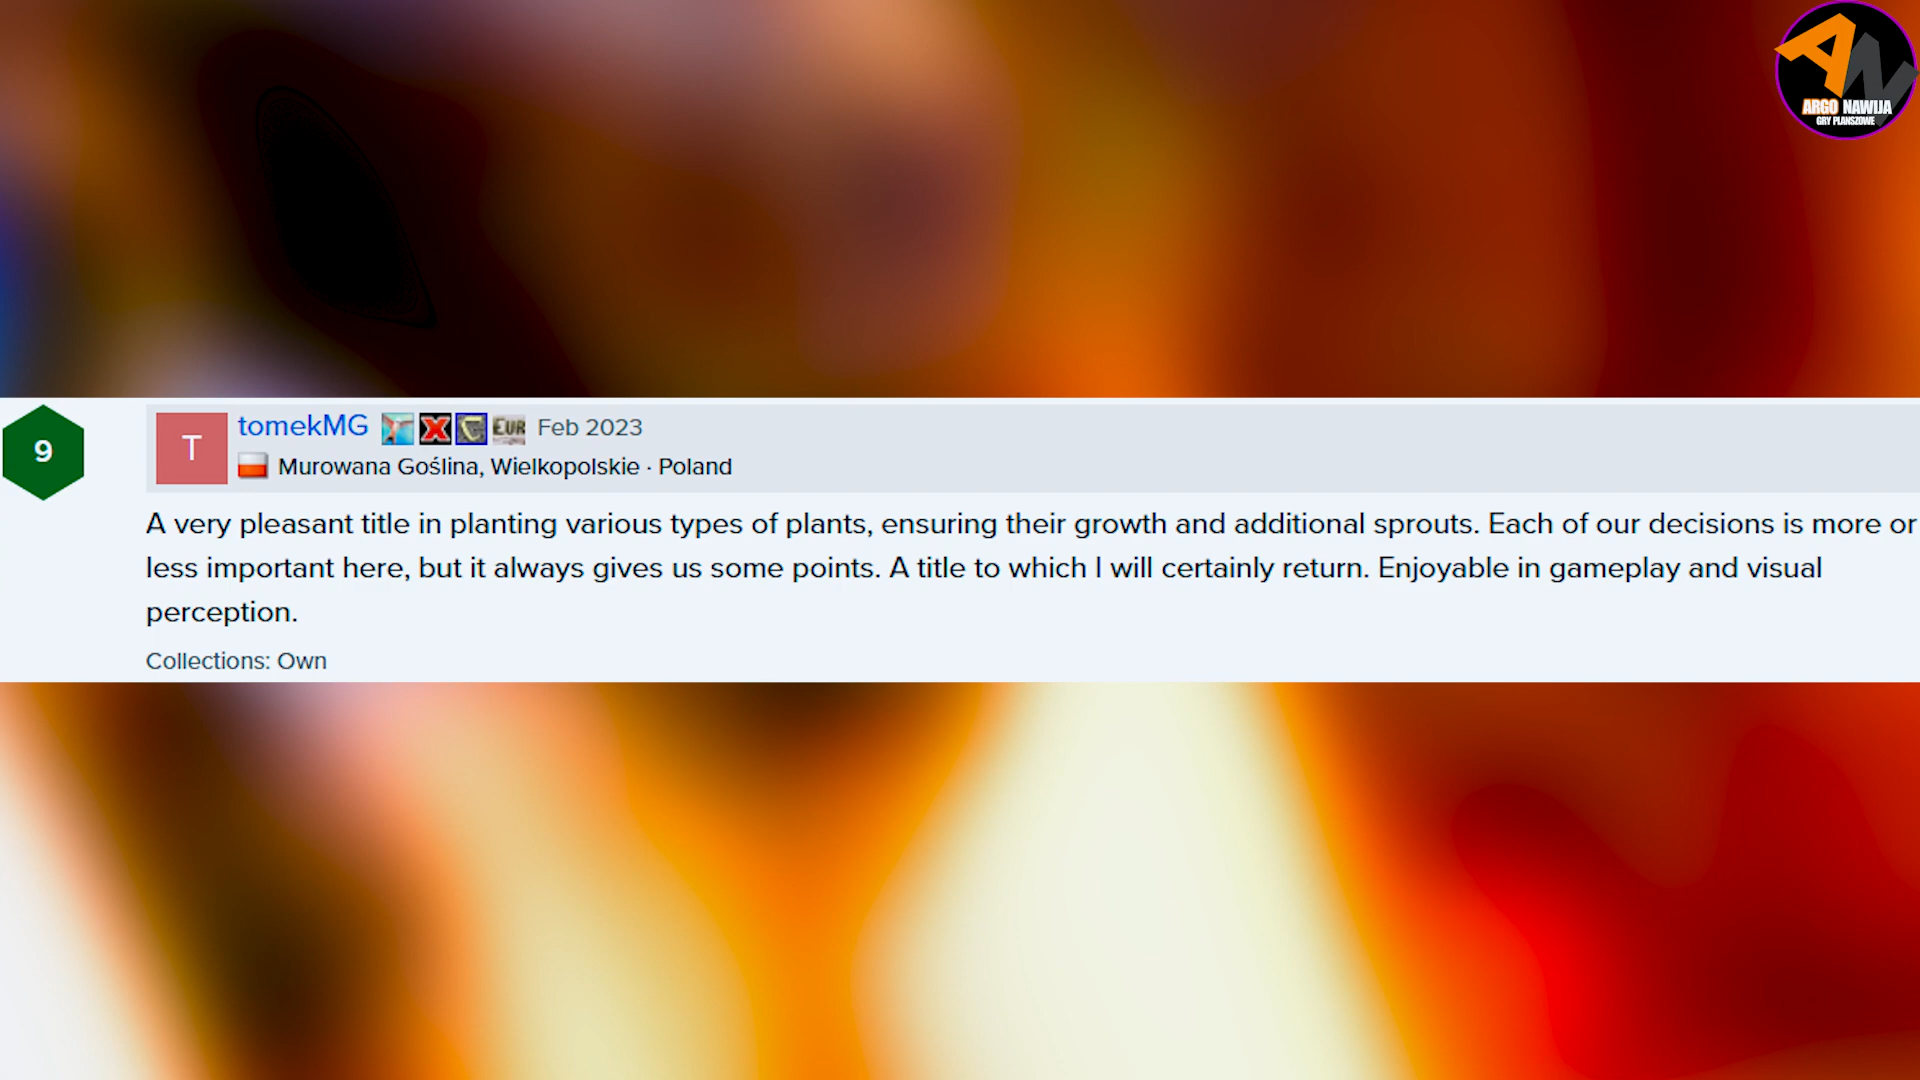 AN
ARGO NAWIJA
GRY PLANSZOWE
9
T
tomekMG EUR Feb 2023
Murowana Goślina, Wielkopolskie · Poland
A very pleasant title in planting various types of plants, ensuring their growth and additional sprouts. Each of our decisions is more or
less important here, but it always gives us some points. A title to which I will certainly return. Enjoyable in gameplay and visual
perception.
Collections: Own